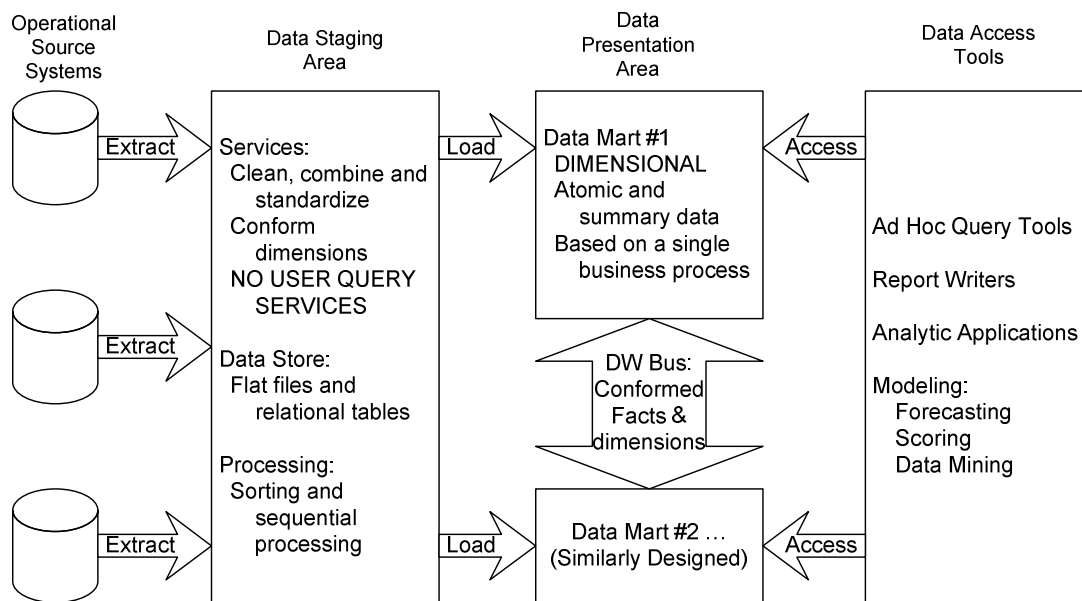 Operational
Source
Systems
Data Staging
Area
Data
Presentation
Area
Data Access
Tools
Extract
Extract
Extract
Services:
Clean, combine and
standardize
Conform
dimensions
NO USER QUERY
SERVICES
Data Store:
Flat files and
relational tables
Processing:
Sorting and
sequential
processing
Load
Load
Data Mart #1
DIMENSIONAL
Atomic and
summary data
Based on a single
business process
DW Bus:
Conformed
Facts &
dimensions
Data Mart #2 …
(Similarly Designed)
Access
Access
Ad Hoc Query Tools
Report Writers
Analytic Applications
Modeling:
Forecasting
Scoring
Data Mining